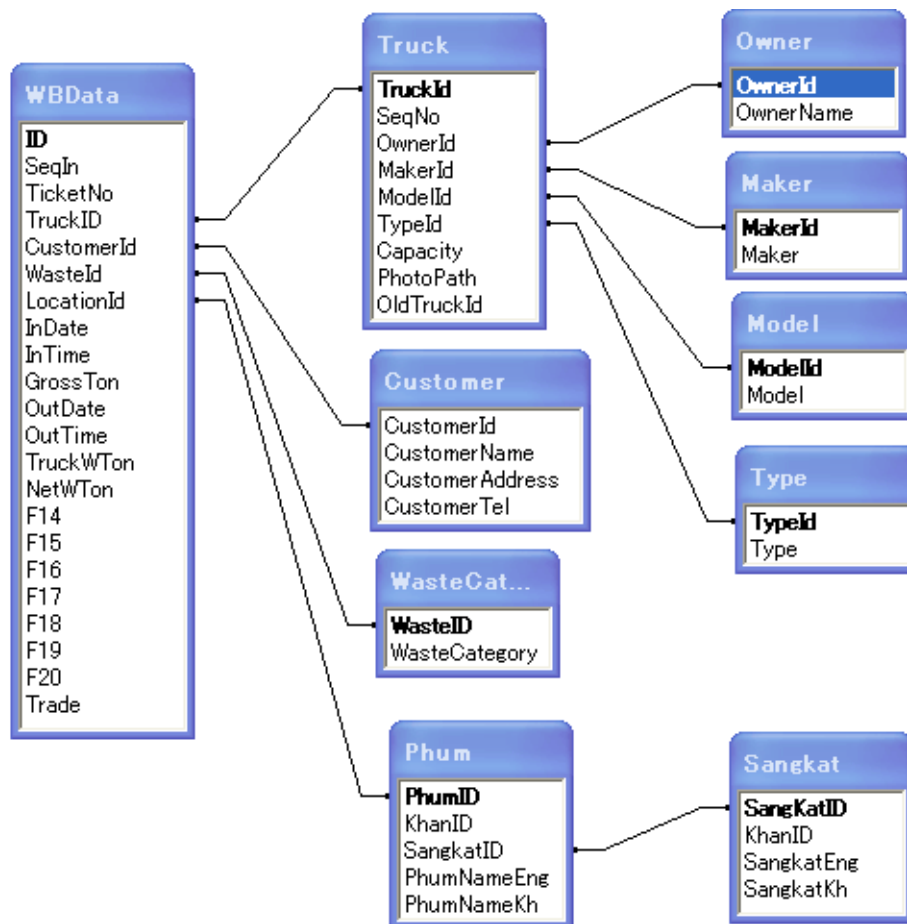 WBData
ID
SeqIn
TicketNo
TruckID
CustomerId
WasteId
LocationId
InDate
InTime
GrossTon
OutDate
OutTime
TruckWTon
NetWTon
F14
F15
F16
F17
F18
F19
F20
Trade
Truck
TruckId
SeqNo
OwnerId
MakerId
ModelId
TypeId
Capacity
PhotoPath
OldTruckId
Customer
CustomerId
CustomerName
CustomerAddress
CustomerTel
WasteCat...
WasteID
WasteCategory
Phum
PhumID
KhanID
SangkatID
PhumNameEng
PhumNameKh
Owner
OwnerId
OwnerName
Maker
MakerId
Maker
Model
ModelId
Model
Type
TypeId
Type
Sangkat
SangKatID
KhanID
SangkatEng
SangkatKh